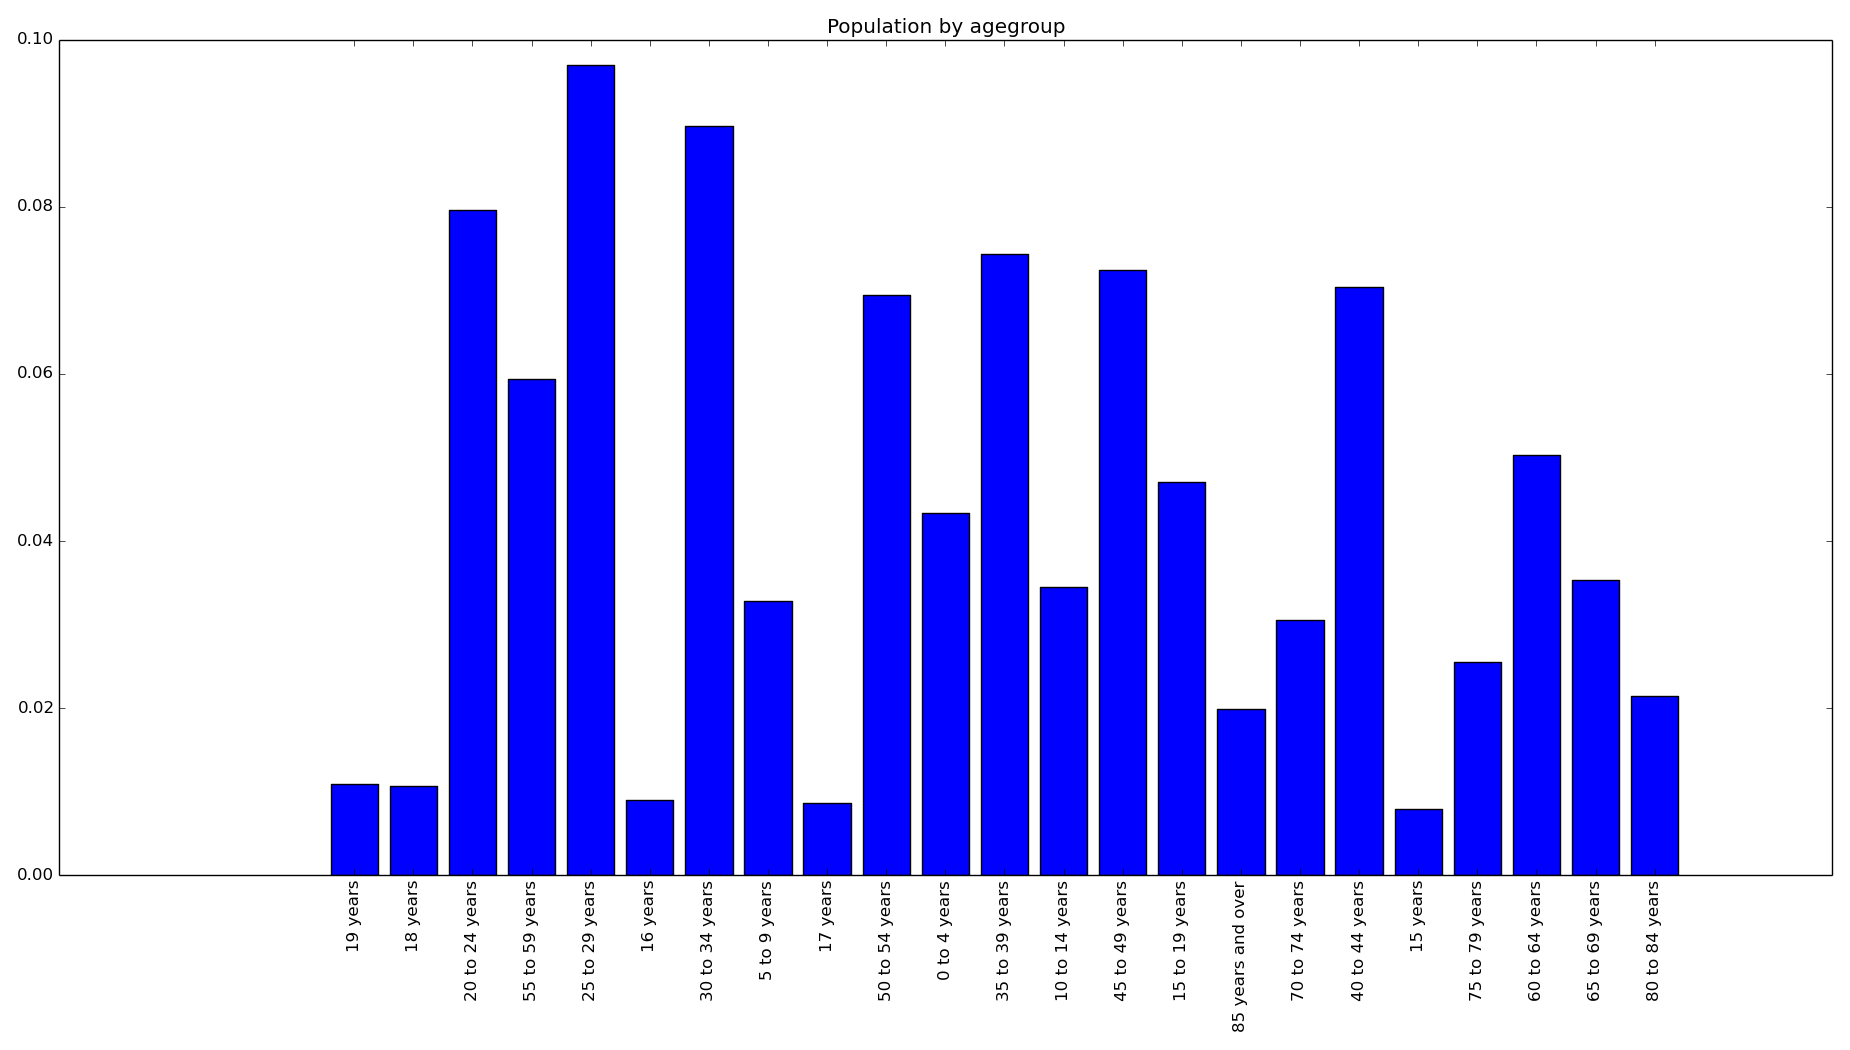 Population by agegroup
0.10
0.08
0.06
0.04
0.02
0.00
19 years
18 years
20 to 24 years
55 to 59 years
25 to 29 years
16 years
30 to 34 years
5 to 9 years
17 years
50 to 54 years
0 to 4 years
35 to 39 years
10 to 14 years
45 to 49 years
15 to 19 years
85 years and over
70 to 74 years
40 to 44 years
15 years
75 to 79 years
60 to 64 years
65 to 69 years
80 to 84 years